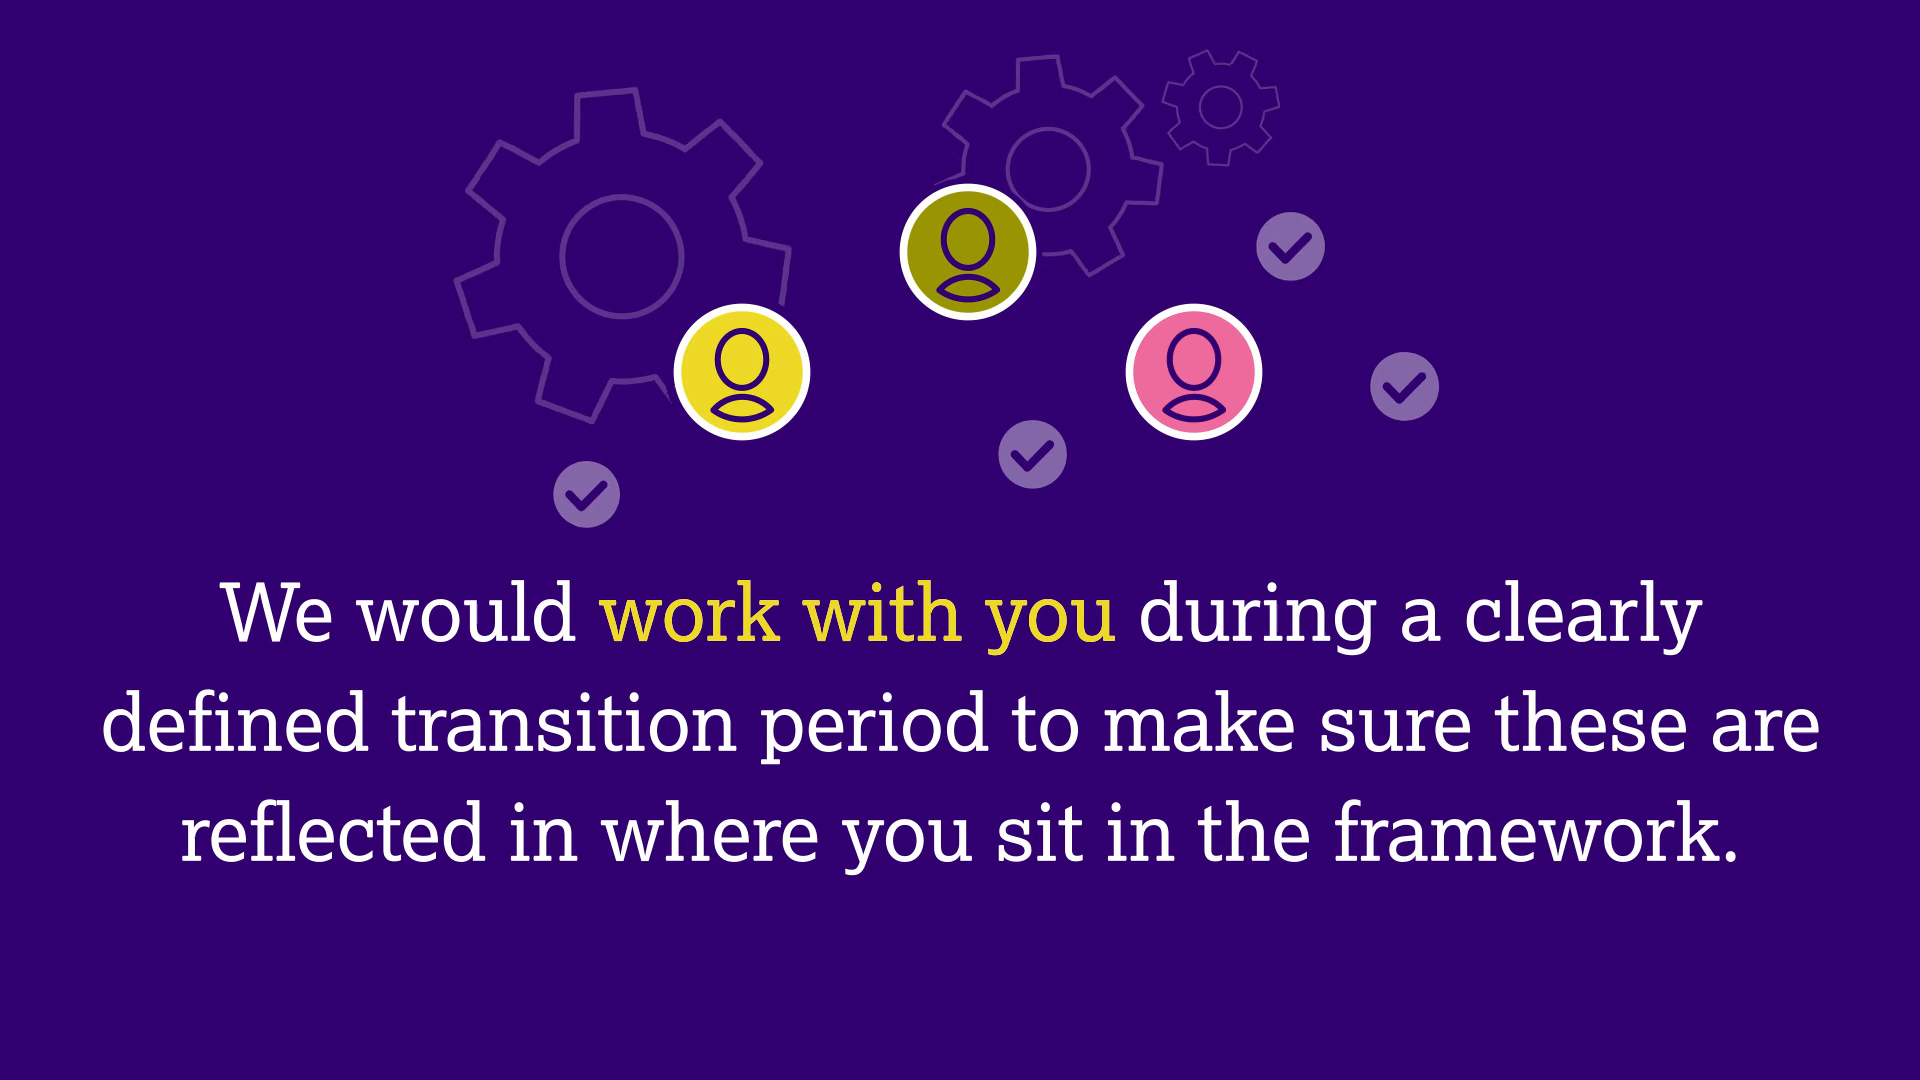 We would work with you during a clearly
defined transition period to make sure these are
reflected in where you sit in the framework.